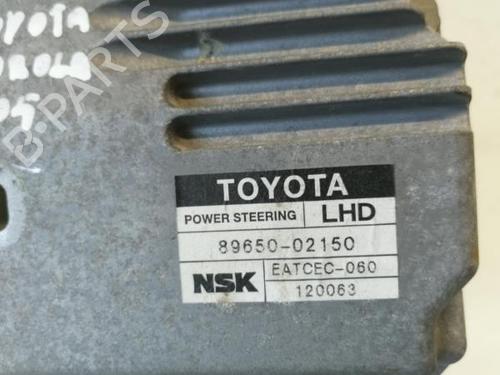 TOYOTA
POWER STEERING LHD
89650-02150
NSK EATCEC-060
120063
B-PARTS